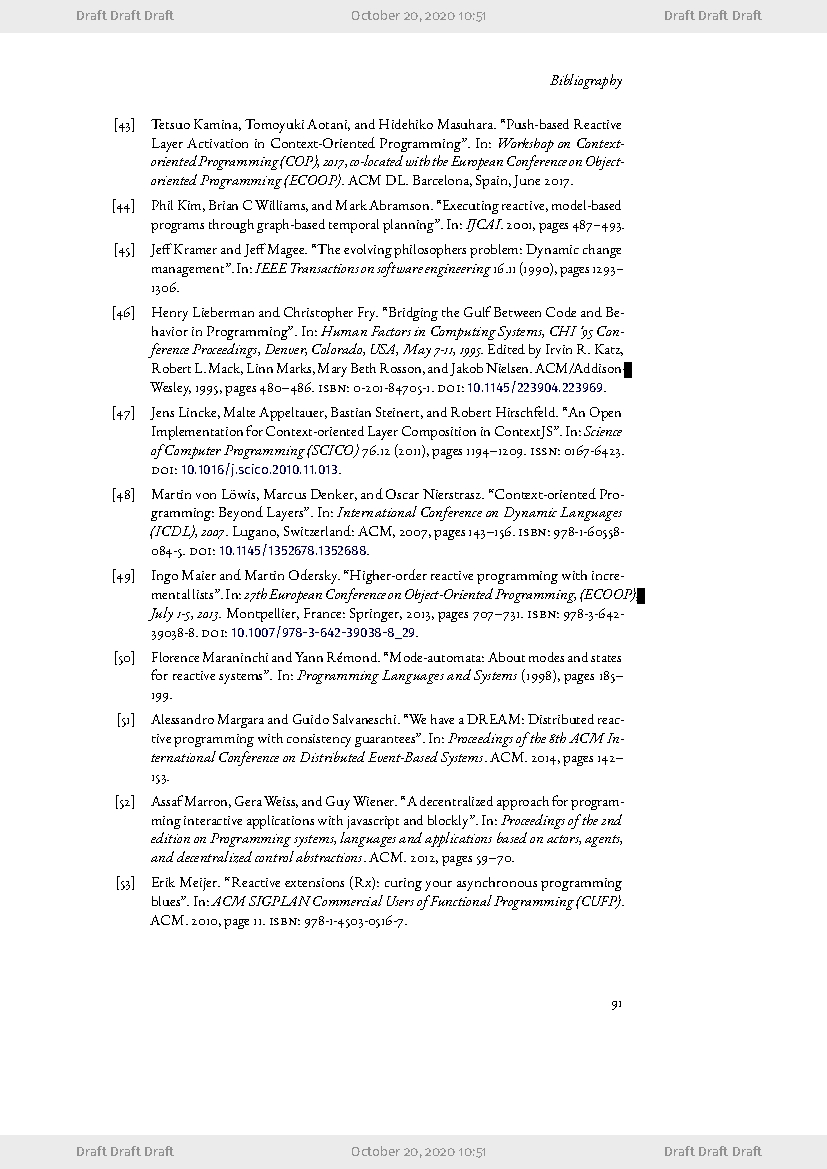 Draft Draft Draft October 20, 2020 10:51 Draft Draft Draft
Bibliography
[43] Tetsuo Kamina, Tomoyuki Aotani, and Hidehiko Masuhara. “Push-based Reactive
Layer Activation in Context-Oriented Programming”. In: Workshop on Context-
oriented Programming (COP), 2017, co-located with the European Conference on Object-
oriented Programming (ECOOP). ACM DL. Barcelona, Spain, June 2017.
[44] Phil Kim, Brian C Williams, and Mark Abramson. “Executing reactive, model-based
programs through graph-based temporal planning”. In: IJCAI. 2001, pages 487–493.
[45] Jeff Kramer and Jeff Magee. “The evolving philosophers problem: Dynamic change
management”. In: IEEE Transactions on software engineering 16.11 (1990), pages 1293–
1306.
[46] Henry Lieberman and Christopher Fry. “Bridging the Gulf Between Code and Be-
havior in Programming”. In: Human Factors in Computing Systems, CHI ’95 Con-
ference Proceedings, Denver, Colorado, USA, May 7-11, 1995. Edited by Irvin R. Katz,
Robert L. Mack, Linn Marks, Mary Beth Rosson, and Jakob Nielsen. ACM/Addison-
Wesley, 1995, pages 480–486. ISBN: 0-201-84705-1. DOI: 10.1145/223904.223969.
[47] Jens Lincke, Malte Appeltauer, Bastian Steinert, and Robert Hirschfeld. “An Open
Implementation for Context-oriented Layer Composition in ContextJS”. In: Science
of Computer Programming (SCICO) 76.12 (2011), pages 1194–1209. ISSN: 0167-6423.
DOI: 10.1016/j.scico.2010.11.013.
[48] Martin von Löwis, Marcus Denker, and Oscar Nierstrasz. “Context-oriented Pro-
gramming: Beyond Layers”. In: International Conference on Dynamic Languages
(ICDL), 2007. Lugano, Switzerland: ACM, 2007, pages 143–156. ISBN: 978-1-60558-
084-5. DOI: 10.1145/1352678.1352688.
[49] Ingo Maier and Martin Odersky. “Higher-order reactive programming with incre-
mental lists”. In: 27th European Conference on Object-Oriented Programming, (ECOOP),
July 1-5, 2013. Montpellier, France: Springer, 2013, pages 707–731. ISBN: 978-3-642-
39038-8. DOI: 10.1007/978-3-642-39038-8_29.
[50] Florence Maraninchi and Yann Rémond. “Mode-automata: About modes and states
for reactive systems”. In: Programming Languages and Systems (1998), pages 185–
199.
[51] Alessandro Margara and Guido Salvaneschi. “We have a DREAM: Distributed reac-
tive programming with consistency guarantees”. In: Proceedings of the 8th ACM In-
ternational Conference on Distributed Event-Based Systems. ACM. 2014, pages 142–
153.
[52] Assaf Marron, Gera Weiss, and Guy Wiener. “A decentralized approach for program-
ming interactive applications with javascript and blockly”. In: Proceedings of the 2nd
edition on Programming systems, languages and applications based on actors, agents,
and decentralized control abstractions. ACM. 2012, pages 59–70.
[53] Erik Meijer. “Reactive extensions (Rx): curing your asynchronous programming
blues”. In: ACM SIGPLAN Commercial Users of Functional Programming (CUFP).
ACM. 2010, page 11. ISBN: 978-1-4503-0516-7.
91
Draft Draft Draft October 20, 2020 10:51 Draft Draft Draft